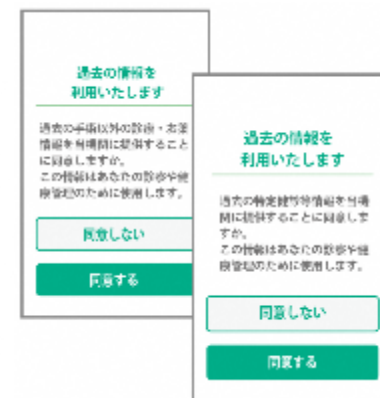 過去の情報を
利用いたします
過去の手術以外の診療・お薬
情報を当機関に提供すること
に同意しますか。
この情報はあなたの診察や健
康管理のために使用します。
同意しない
同意する
過去の情報を
利用いたします
過去の特定健診等情報を当機
関に提供することに同意しま
すか。
この情報はあなたの診察や健
康管理のために使用します。
同意しない
同意する